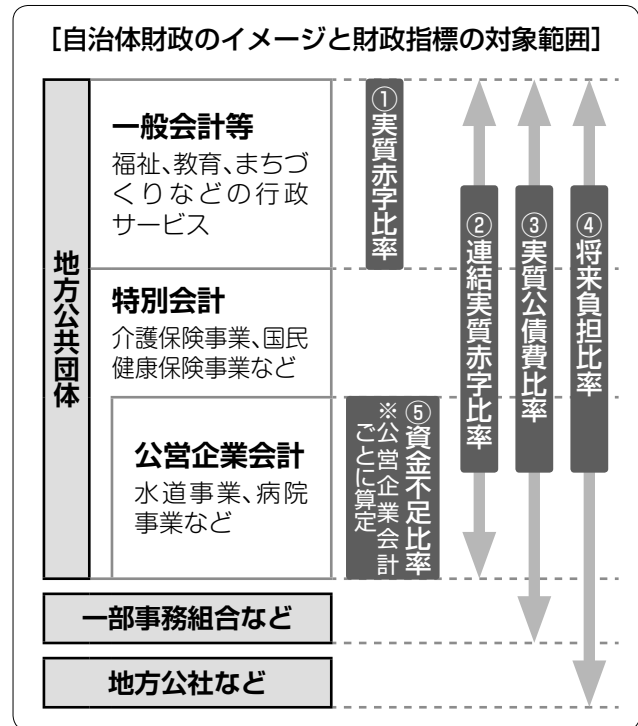 [自治体財政のイメージと財政指標の対象範囲]
地方公共団体
一般会計等
福祉、教育、まちづ
くりなどの行政
サービス
特別会計
介護保険事業、国民
健康保険事業など
公営企業会計
水道事業、病院
事業など
一部事務組合など
地方公社など
①実質赤字比率
②連結実質赤字比率
③実質公債費比率
④将来負担比率
⑤資金不足比率
※公営企業会計
ごとに算定